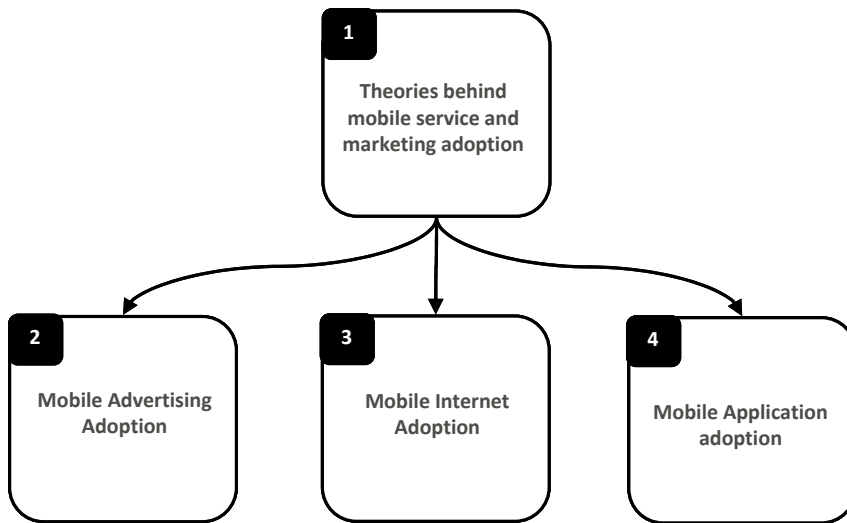 1
Theories behind
mobile service and
marketing adoption
2
Mobile Advertising
Adoption
3
Mobile Internet
Adoption
4
Mobile Application
adoption